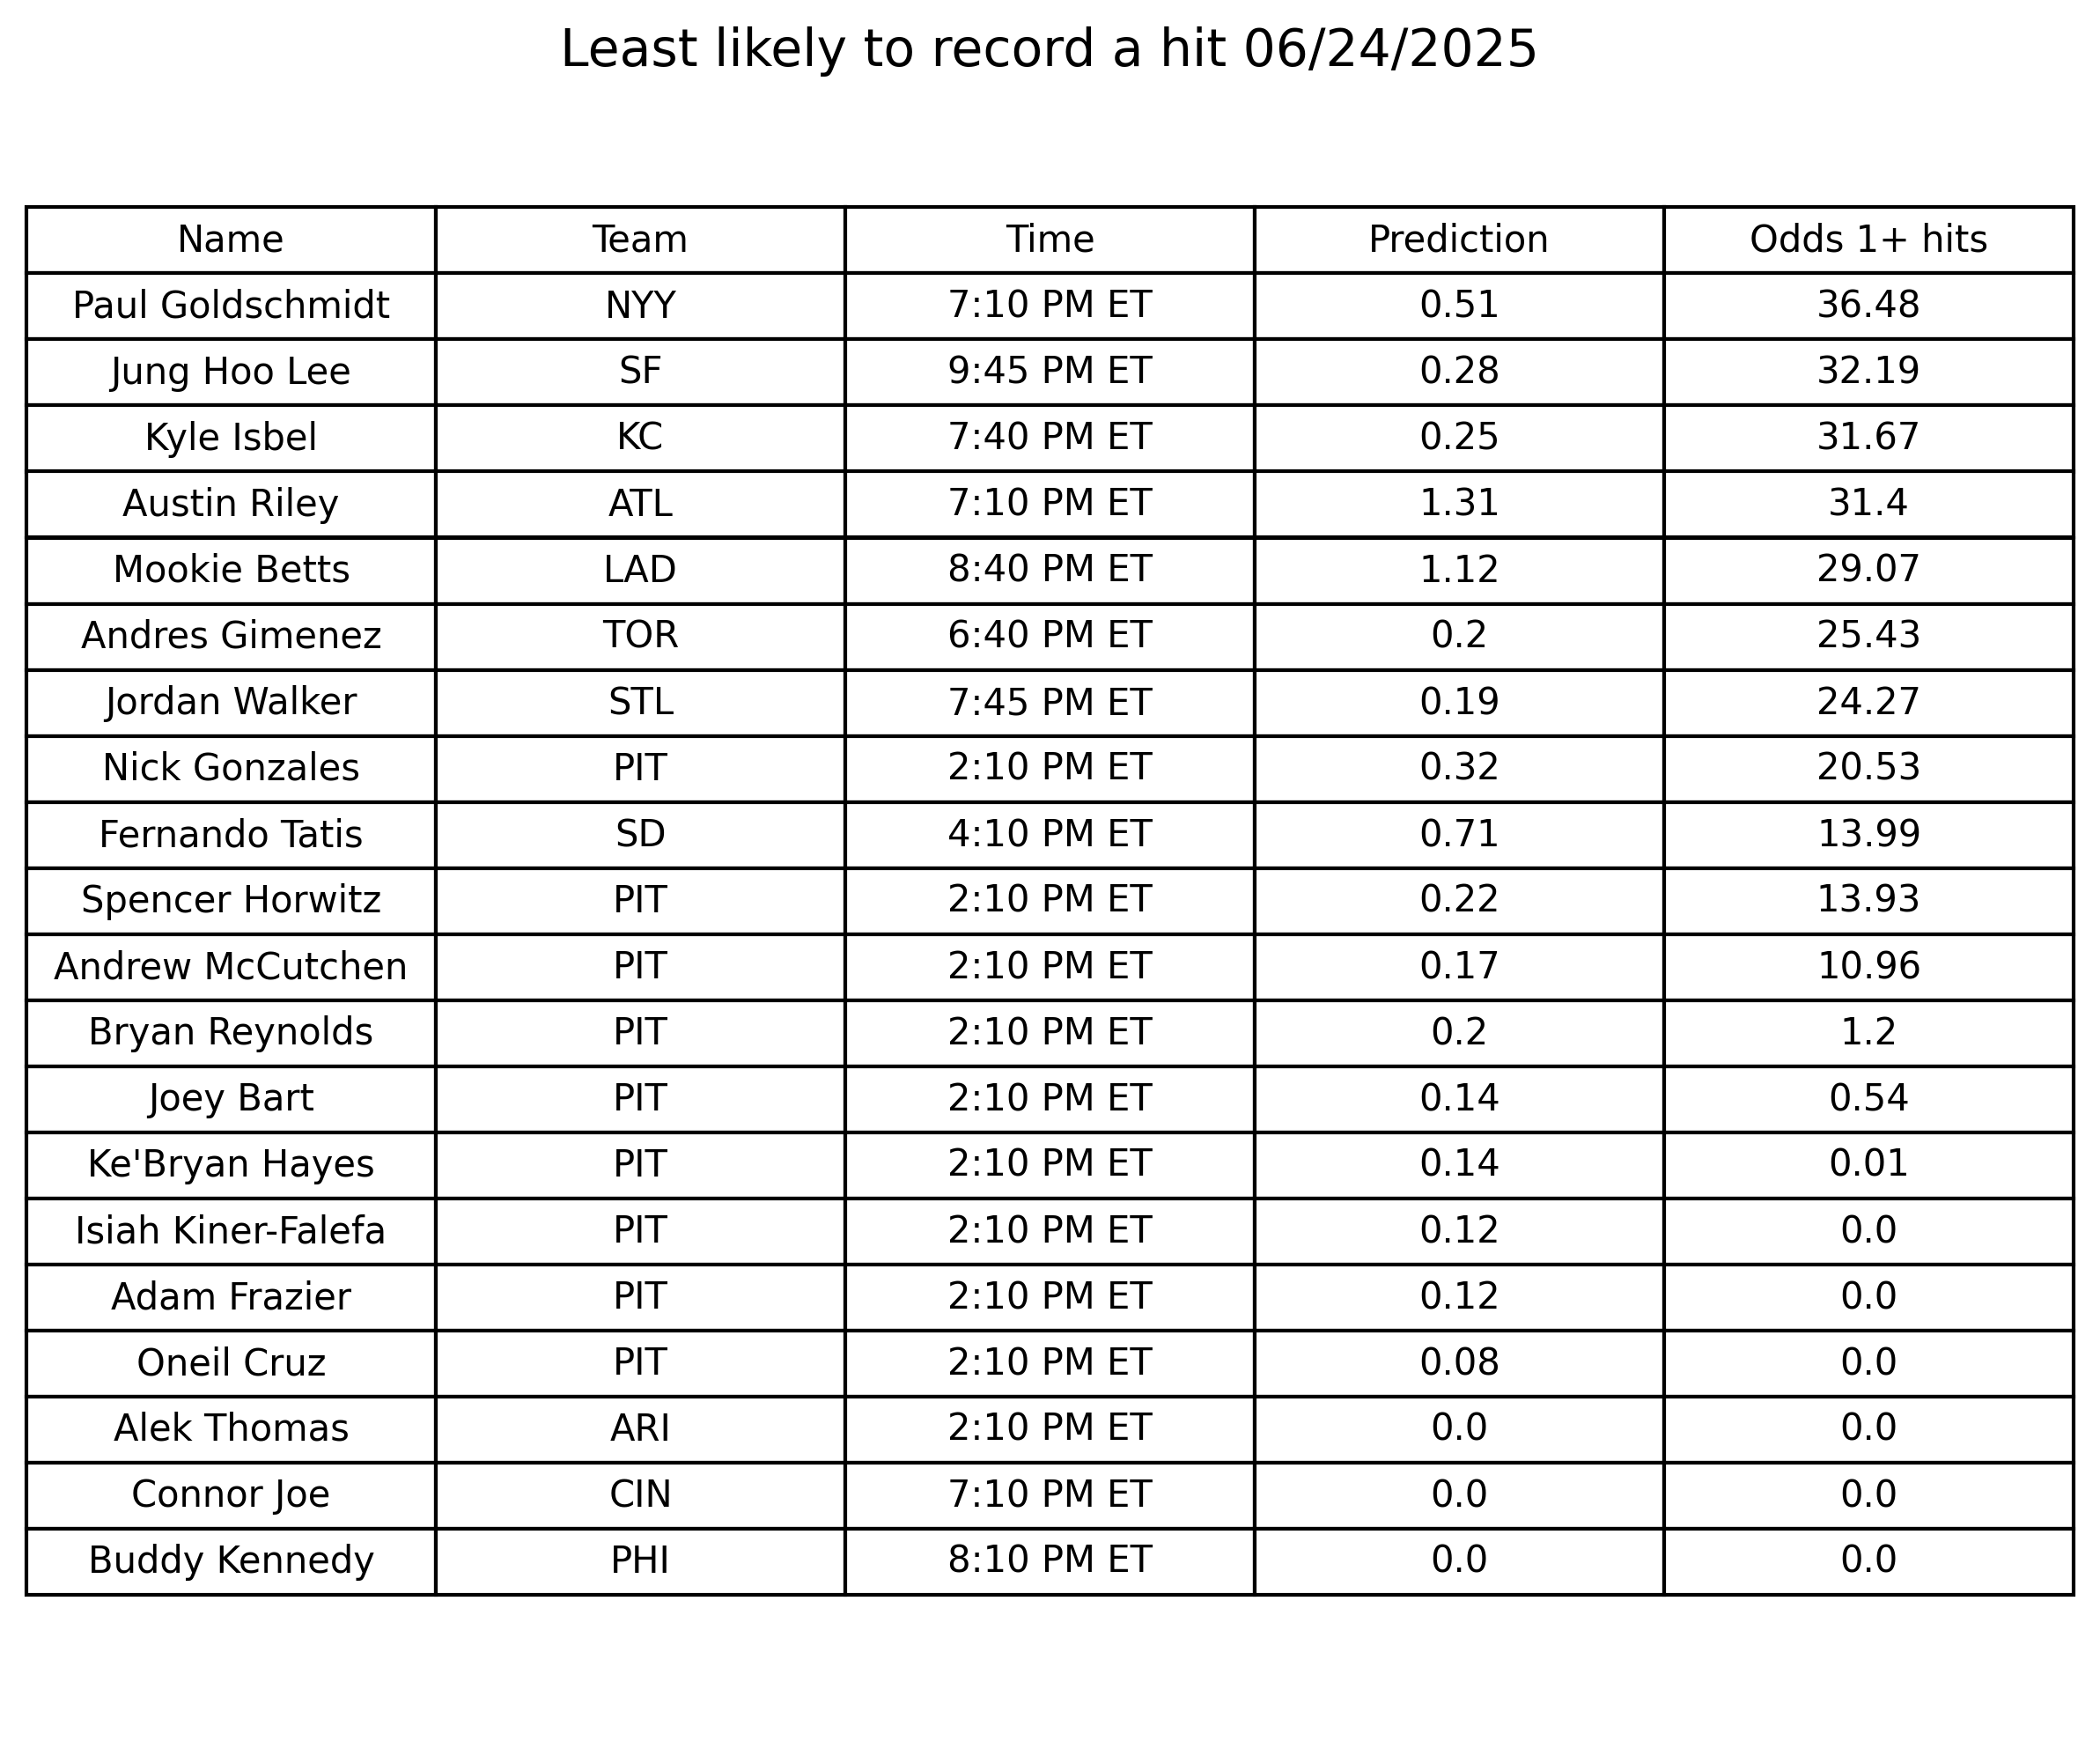 Least likely to record a hit 06/24/2025
Name Team Time Prediction Odds 1+ hits
Paul Goldschmidt NYY 7:10 PM ET 0.51 36.48
Jung Hoo Lee SF 9:45 PM ET 0.28 32.19
Kyle Isbel KC 7:40 PM ET 0.25 31.67
Austin Riley ATL 7:10 PM ET 1.31 31.4
Mookie Betts LAD 8:40 PM ET 1.12 29.07
Andres Gimenez TOR 6:40 PM ET 0.2 25.43
Jordan Walker STL 7:45 PM ET 0.19 24.27
Nick Gonzales PIT 2:10 PM ET 0.32 20.53
Fernando Tatis SD 4:10 PM ET 0.71 13.99
Spencer Horwitz PIT 2:10 PM ET 0.22 13.93
Andrew McCutchen PIT 2:10 PM ET 0.17 10.96
Bryan Reynolds PIT 2:10 PM ET 0.2 1.2
Joey Bart PIT 2:10 PM ET 0.14 0.54
Ke'Bryan Hayes PIT 2:10 PM ET 0.14 0.01
Isiah Kiner-Falefa PIT 2:10 PM ET 0.12 0.0
Adam Frazier PIT 2:10 PM ET 0.12 0.0
Oneil Cruz PIT 2:10 PM ET 0.08 0.0
Alek Thomas ARI 2:10 PM ET 0.0 0.0
Connor Joe CIN 7:10 PM ET 0.0 0.0
Buddy Kennedy PHI 8:10 PM ET 0.0 0.0